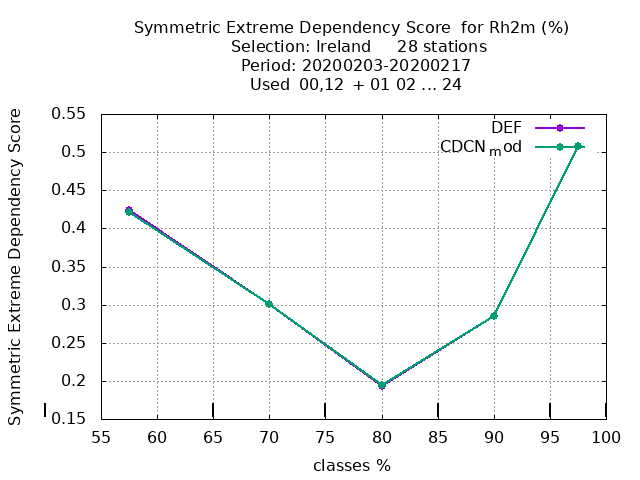 Symmetric Extreme Dependency Score for Rh2m (%)
Selection: Ireland 28 stations
Period: 20200203-20200217
Used 00,12 + 01 02 ... 24
Symmetric Extreme Dependency Score
0.55
0.5
0.45
0.4
0.35
0.3
0.25
0.2
0.15
DEF
CDCNmod
55 60 65 70 75 80 85 90 95 100
classes %